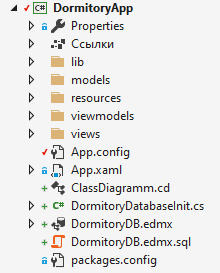 C# DormitoryApp
Properties
Ссылки
lib
models
resources
viewmodels
views
App.config
App.xaml
ClassDiagramm.cd
C# DormitoryDatabaseInit.cs
DormitoryDB.edmx
DormitoryDB.edmx.sql
packages.config